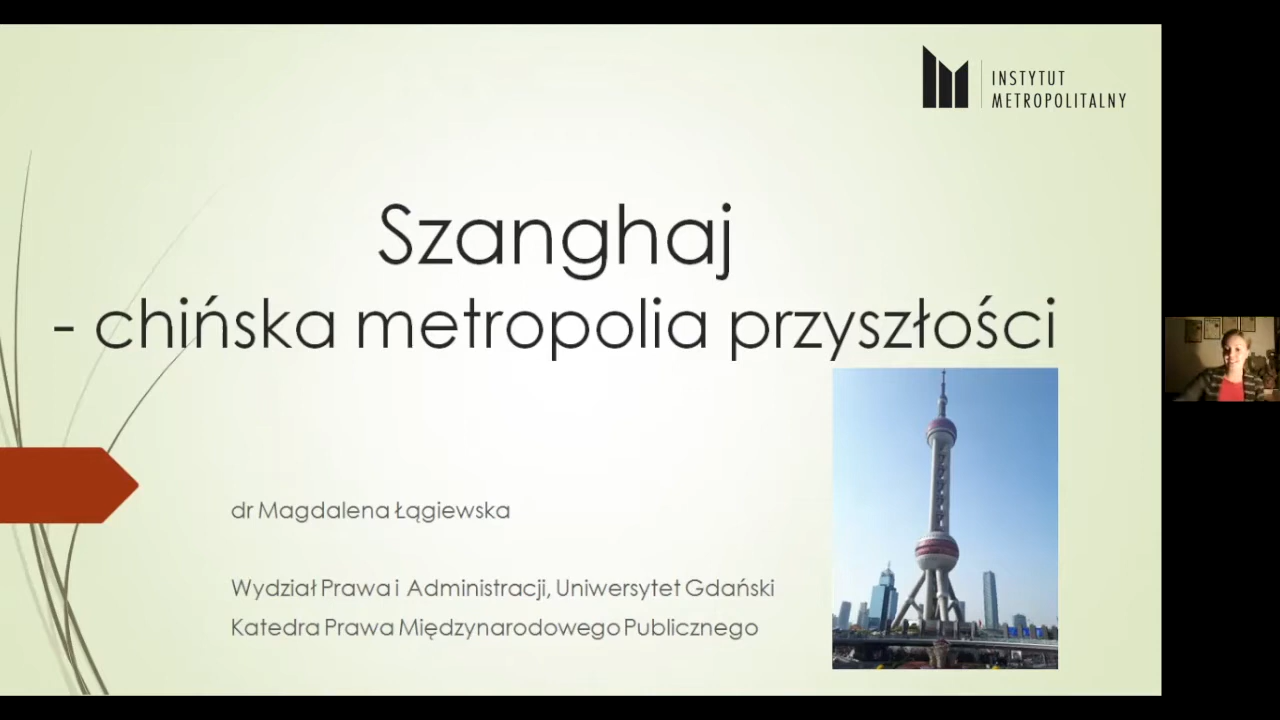 INSTYTUT
METROPOLITALNY
Szanghaj
- chińska metropolia przyszłości
dr Magdalena Łągiewska
Wydział Prawa i Administracji, Uniwersytet Gdański
Katedra Prawa Międzynarodowego Publicznego